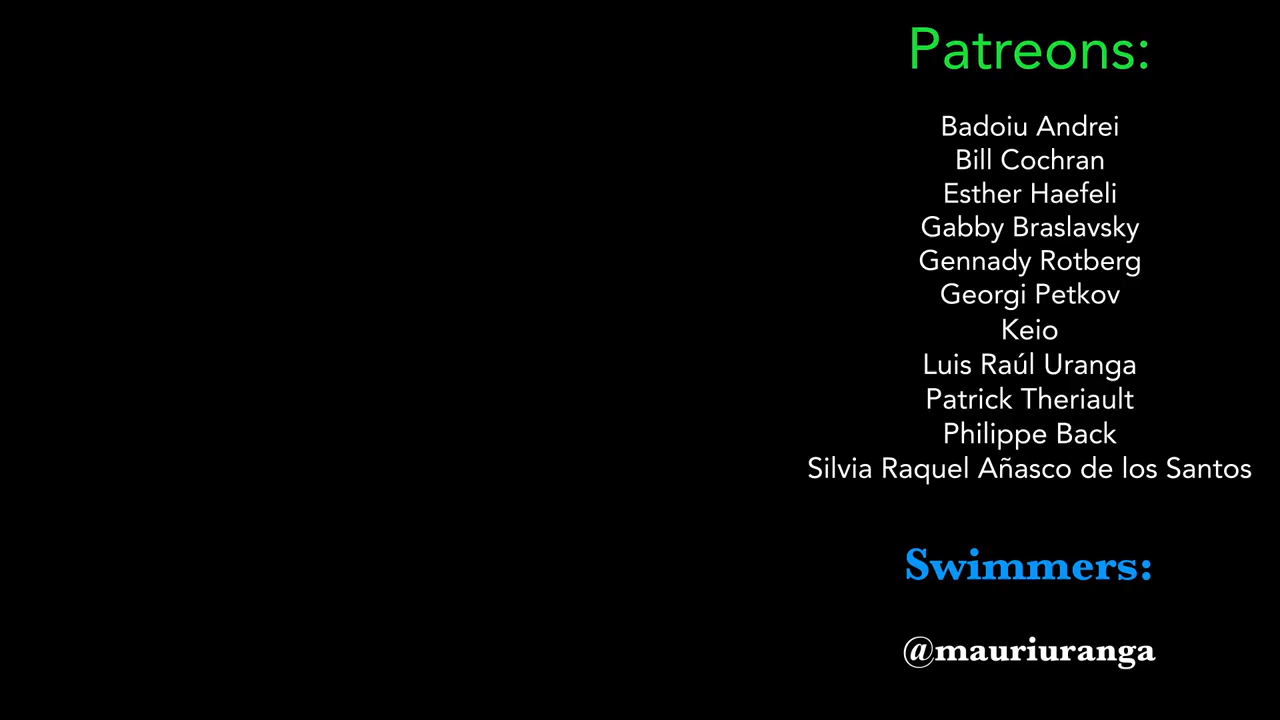 Patreons:
Badoiu Andrei
Bill Cochran
Esther Haefeli
Gabby Braslavsky
Gennady Rotberg
Georgi Petkov
Keio
Luis Raúl Uranga
Patrick Theriault
Philippe Back
Silvia Raquel Añasco de los Santos
Swimmers:
@mauriuranga